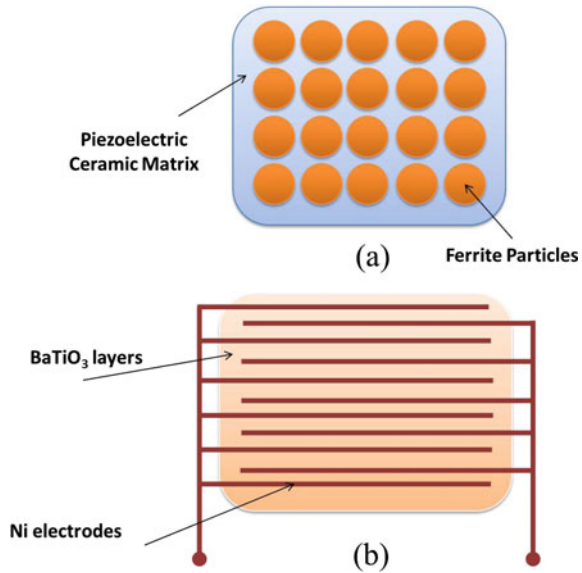 Piezoelectric
Ceramic Matrix
Ferrite Particles
(a)
BaTiO₃ layers
Ni electrodes
(b)